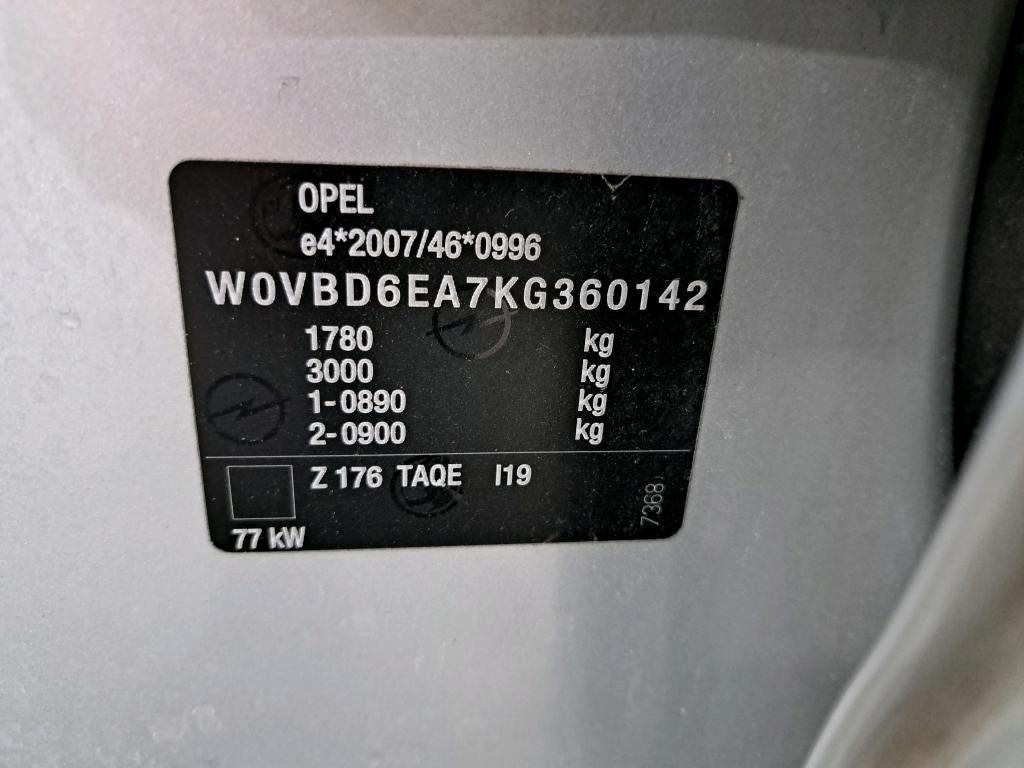 OPEL
e4*2007/46*0996
W0VBD6EA7KG360142
1780 kg
3000 kg
1-0890 kg
2-0900 kg
Z 176 TAQE I19
77 kW
7368